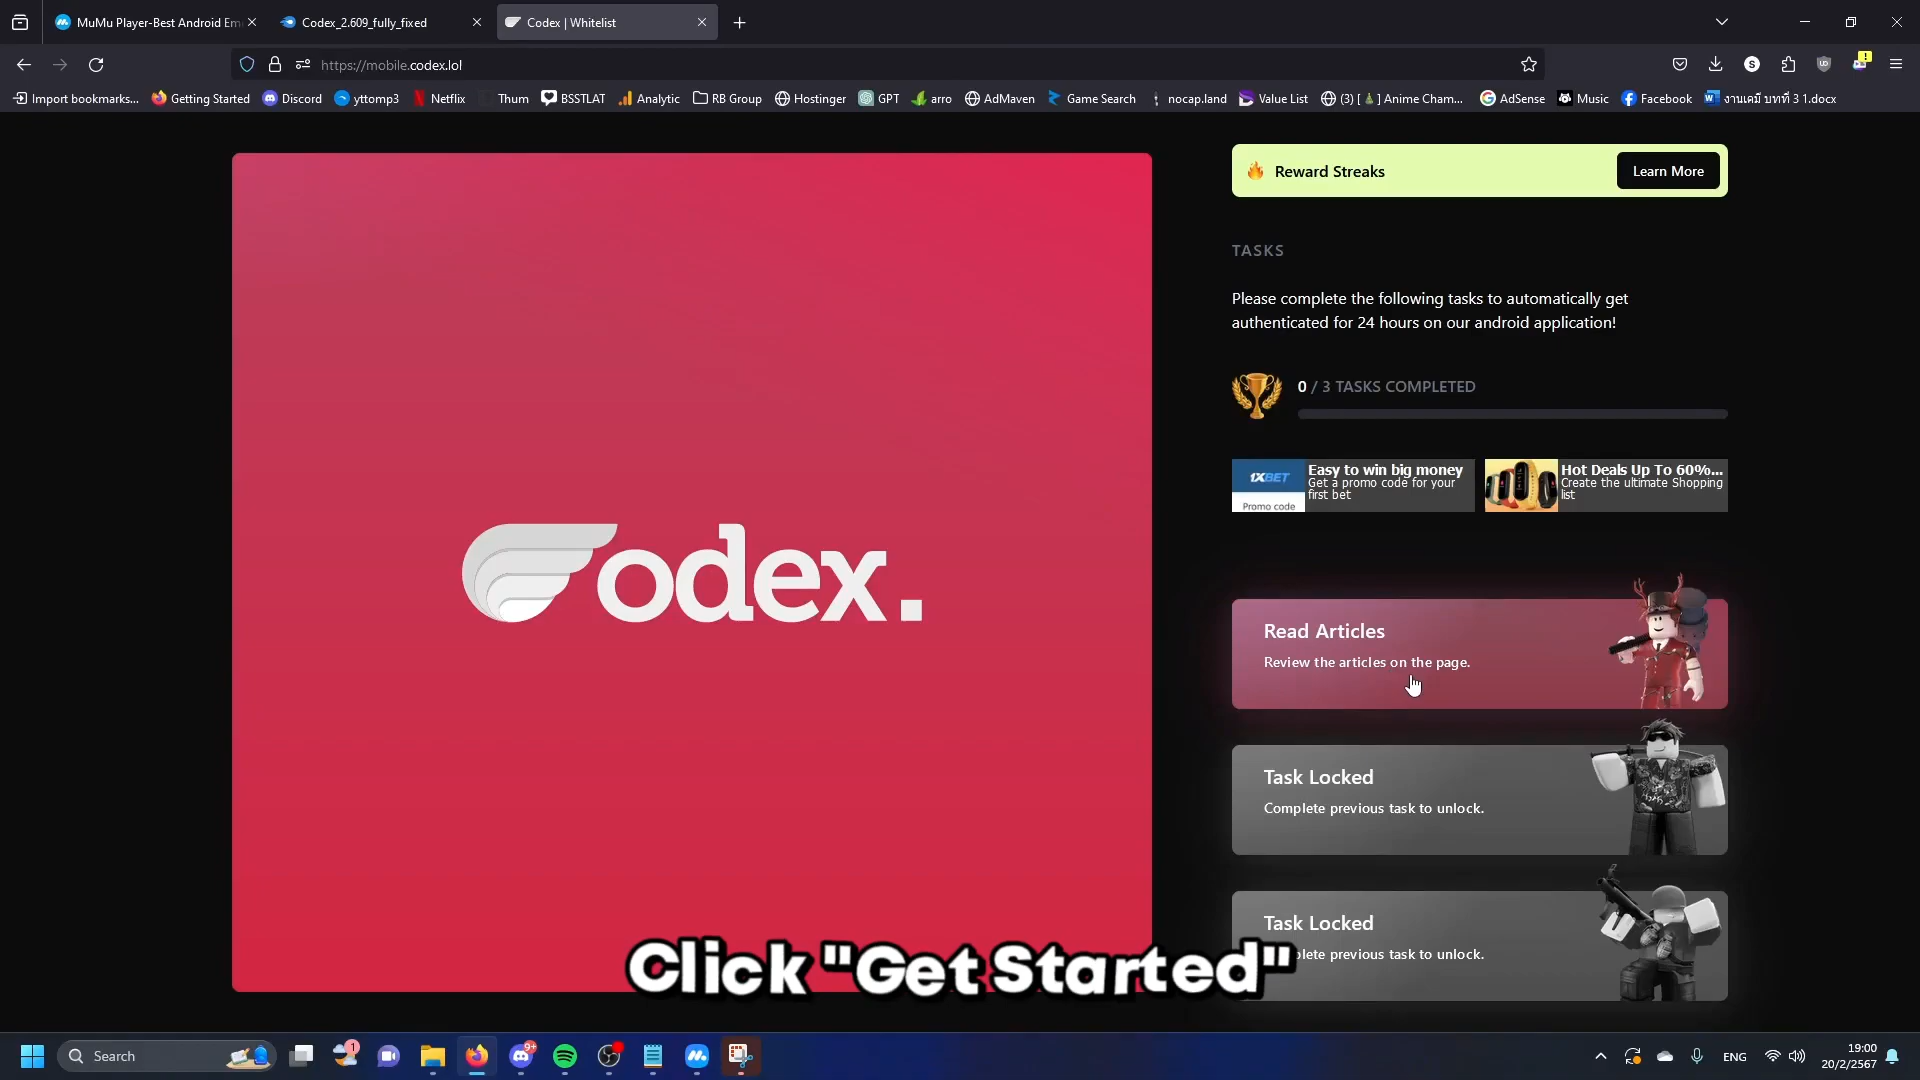 MuMu Player-Best Android Em
Codex_2.609_fully_fixed
Codex | Whitelist
https://mobile.codex.lol
Import bookmarks...
Getting Started
Discord
yttomp3
Netflix
Thum
BSSTLAT
Analytic
RB Group
Hostinger
GPT
arro
AdMaven
Game Search
nocap.land
Value List
(3) [🎄] Anime Cham...
AdSense
Music
Facebook
งานเคมี บทที่ 3 1.docx
Reward Streaks
Learn More
TASKS
Please complete the following tasks to automatically get
authenticated for 24 hours on our android application!
0 / 3 TASKS COMPLETED
1XBET
Promo code
Easy to win big money
Get a promo code for your
first bet
Hot Deals Up To 60%...
Create the ultimate Shopping
list
Codex.
Read Articles
Review the articles on the page.
Task Locked
Complete previous task to unlock.
Task Locked
plete previous task to unlock.
Click "Get Started"
Search
1
9+
ENG
19:00
20/2/2567